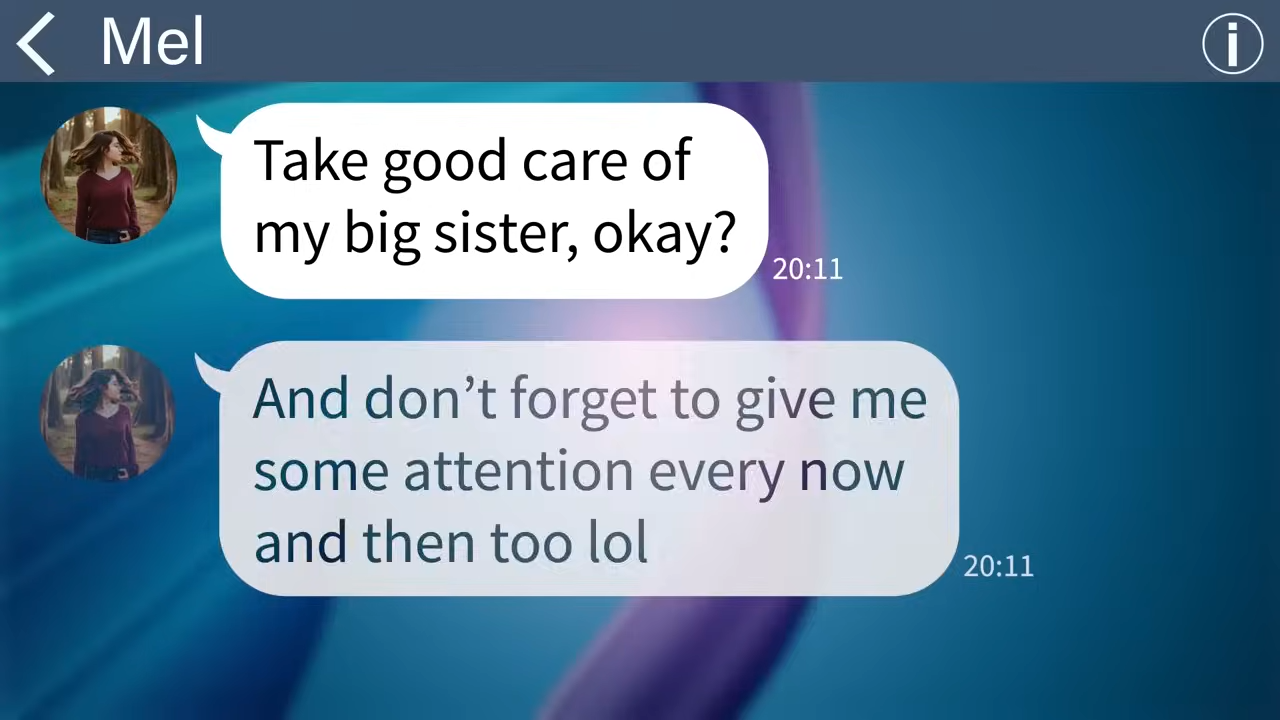 Mel
Take good care of
my big sister, okay?
20:11
And don’t forget to give me
some attention every now
and then too lol
20:11